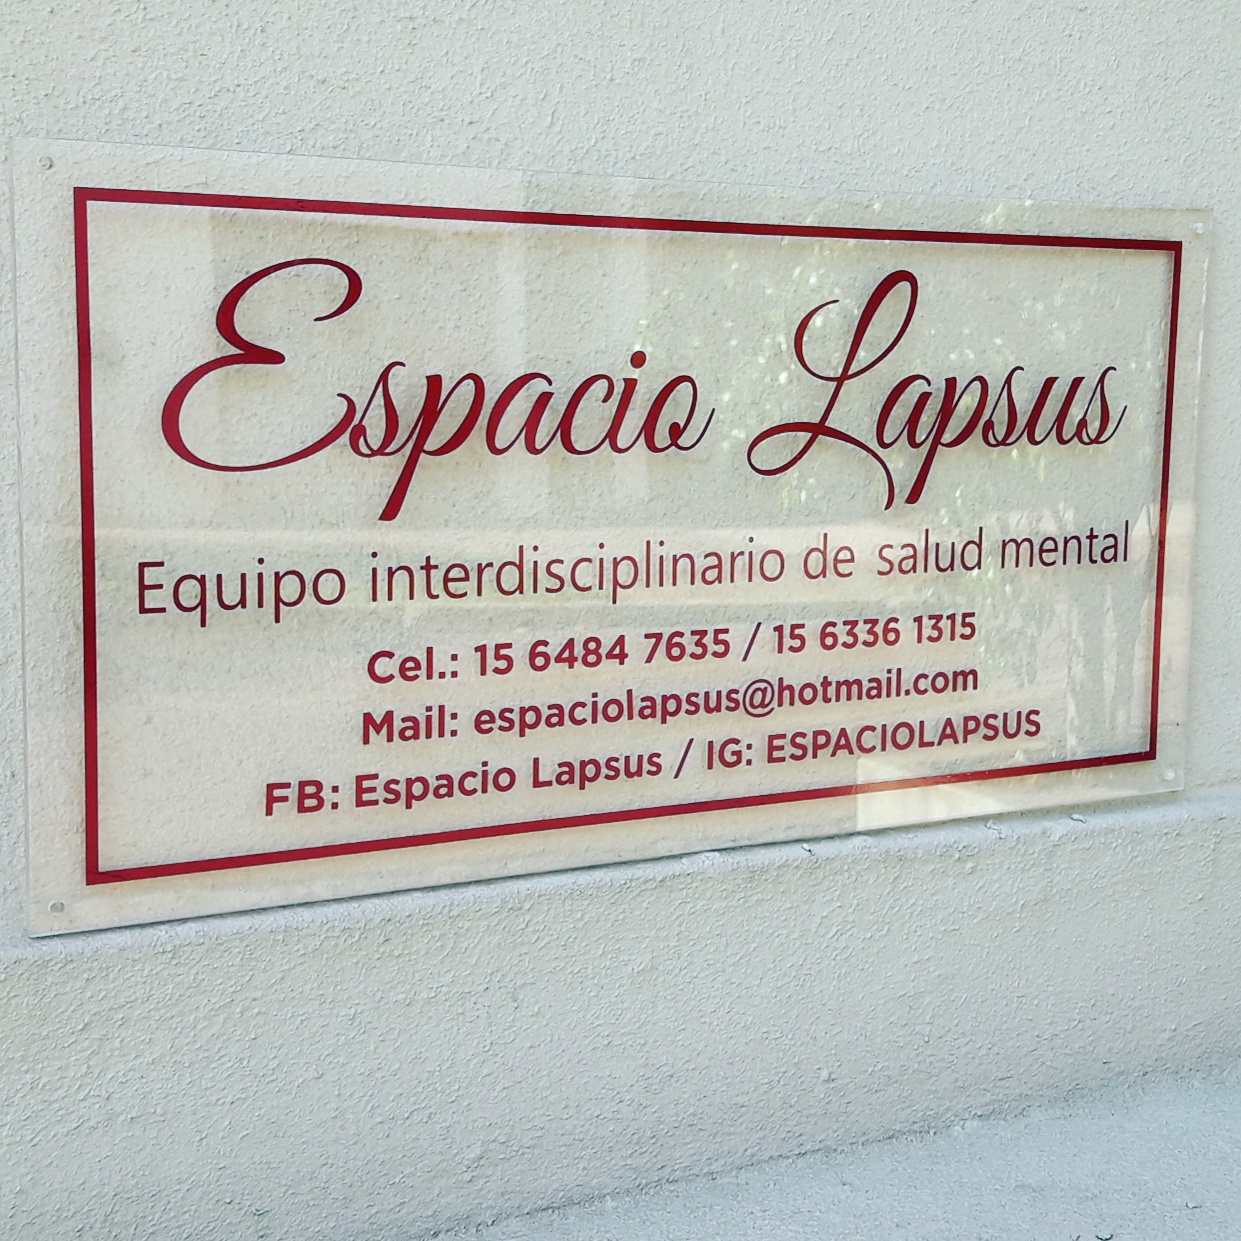 Espacio Lapsus
Equipo interdisciplinario de salud mental
Cel.: 15 6484 7635 / 15 6336 1315
Mail: espaciolapsus@hotmail.com
FB: Espacio Lapsus / IG: ESPACIOLAPSUS